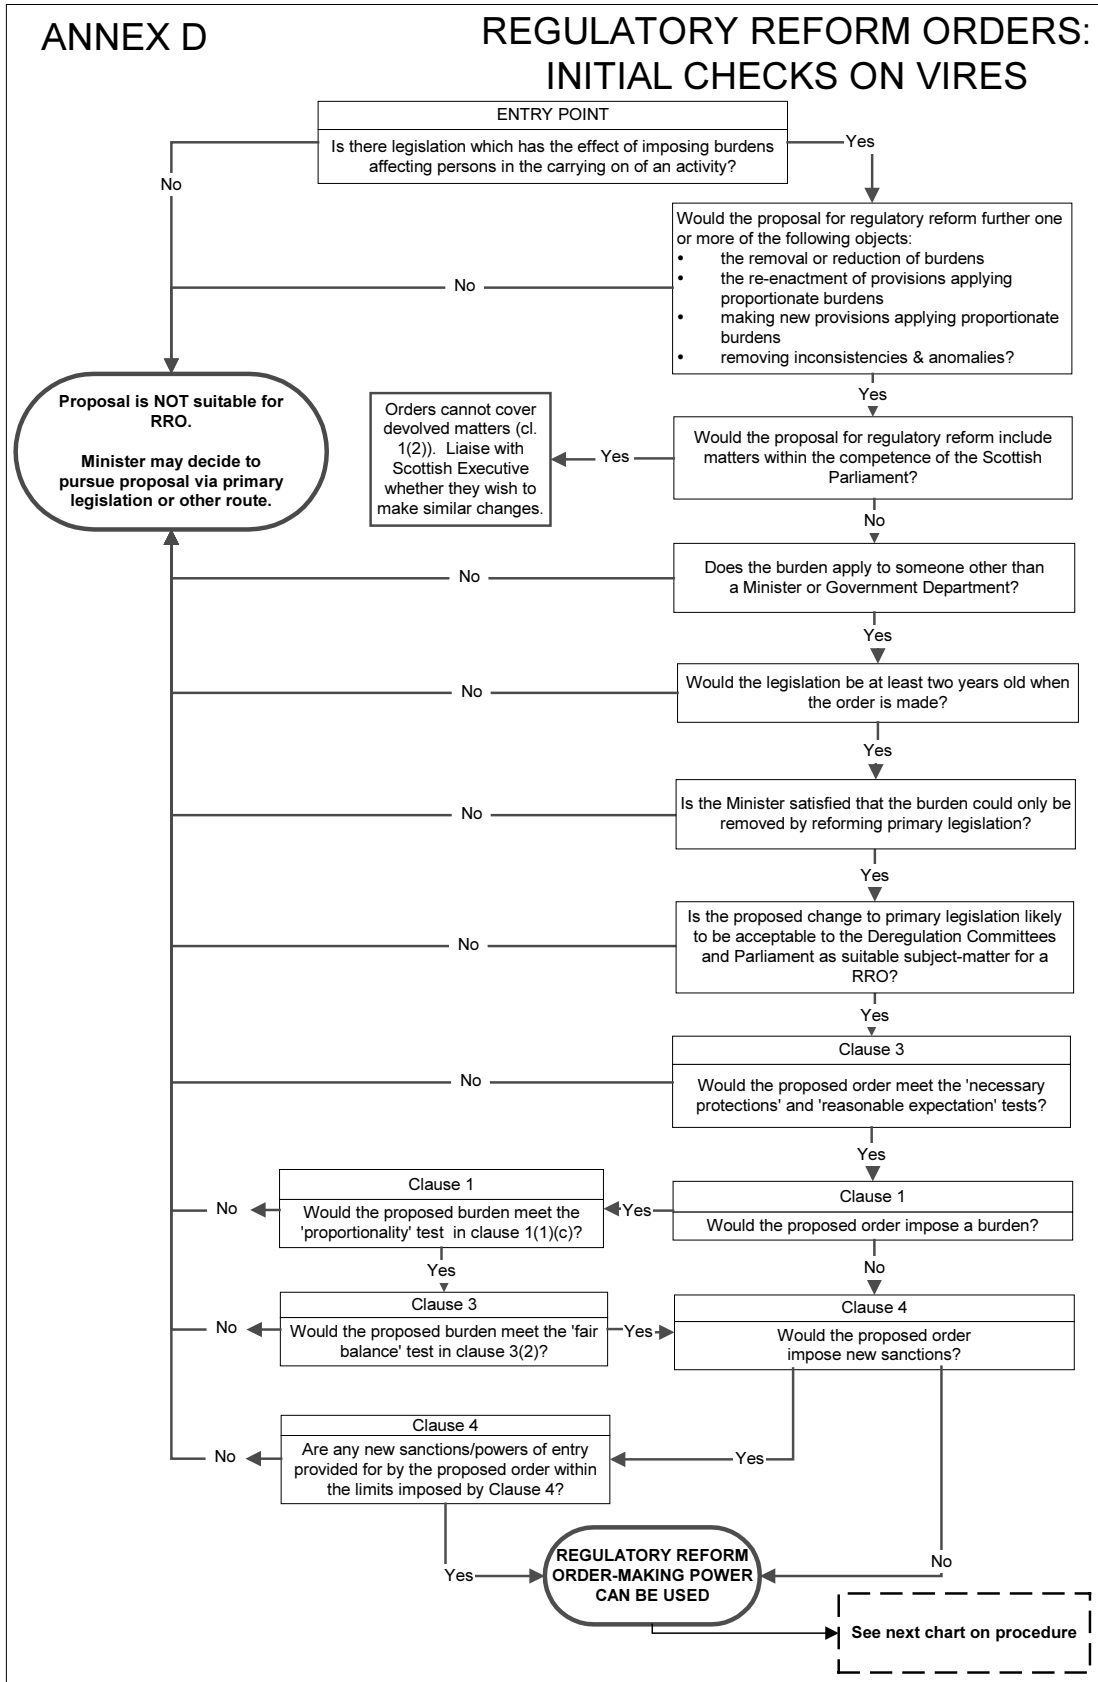 ANNEX D
REGULATORY REFORM ORDERS:
INITIAL CHECKS ON VIRES
ENTRY POINT
Is there legislation which has the effect of imposing burdens
affecting persons in the carrying on of an activity?
Yes
No
Would the proposal for regulatory reform further one
or more of the following objects:
• the removal or reduction of burdens
• the re-enactment of provisions applying
proportionate burdens
• making new provisions applying proportionate
burdens
• removing inconsistencies & anomalies?
No
Proposal is NOT suitable for
RRO.
Minister may decide to
pursue proposal via primary
legislation or other route.
Yes
Orders cannot cover
devolved matters (cl.
1(2)). Liaise with
Scottish Executive
whether they wish to
make similar changes.
Yes
Would the proposal for regulatory reform include
matters within the competence of the Scottish
Parliament?
No
Does the burden apply to someone other than
a Minister or Government Department?
No
Yes
Would the legislation be at least two years old when
the order is made?
No
Yes
Is the Minister satisfied that the burden could only be
removed by reforming primary legislation?
No
Yes
Is the proposed change to primary legislation likely
to be acceptable to the Deregulation Committees
and Parliament as suitable subject-matter for a
RRO?
No
Yes
Clause 3
Would the proposed order meet the 'necessary
protections' and 'reasonable expectation' tests?
No
Yes
Clause 1
Would the proposed order impose a burden?
Yes
Clause 1
Would the proposed burden meet the
'proportionality' test in clause 1(1)(c)?
No
Yes
No
Clause 3
Would the proposed burden meet the 'fair
balance' test in clause 3(2)?
No
Yes
Clause 4
Would the proposed order
impose new sanctions?
Yes
Clause 4
Are any new sanctions/powers of entry
provided for by the proposed order within
the limits imposed by Clause 4?
No
Yes
No
REGULATORY REFORM
ORDER-MAKING POWER
CAN BE USED
See next chart on procedure